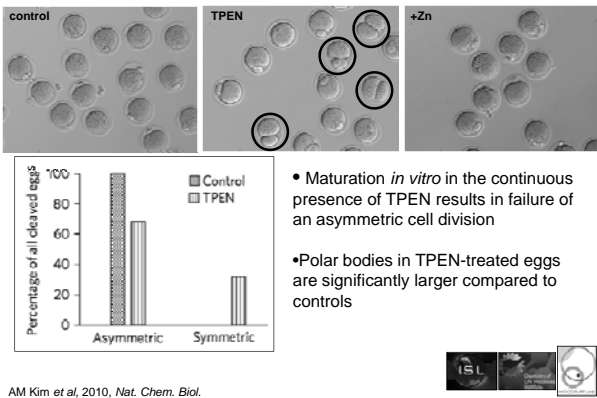 control
TPEN
+Zn
Percentage of all cleaved eggs
100
80
60
40
20
0
Control
TPEN
Asymmetric
Symmetric
• Maturation in vitro in the continuous
presence of TPEN results in failure of
an asymmetric cell division
•Polar bodies in TPEN-treated eggs
are significantly larger compared to
controls
ISL
AM Kim et al, 2010, Nat. Chem. Biol.